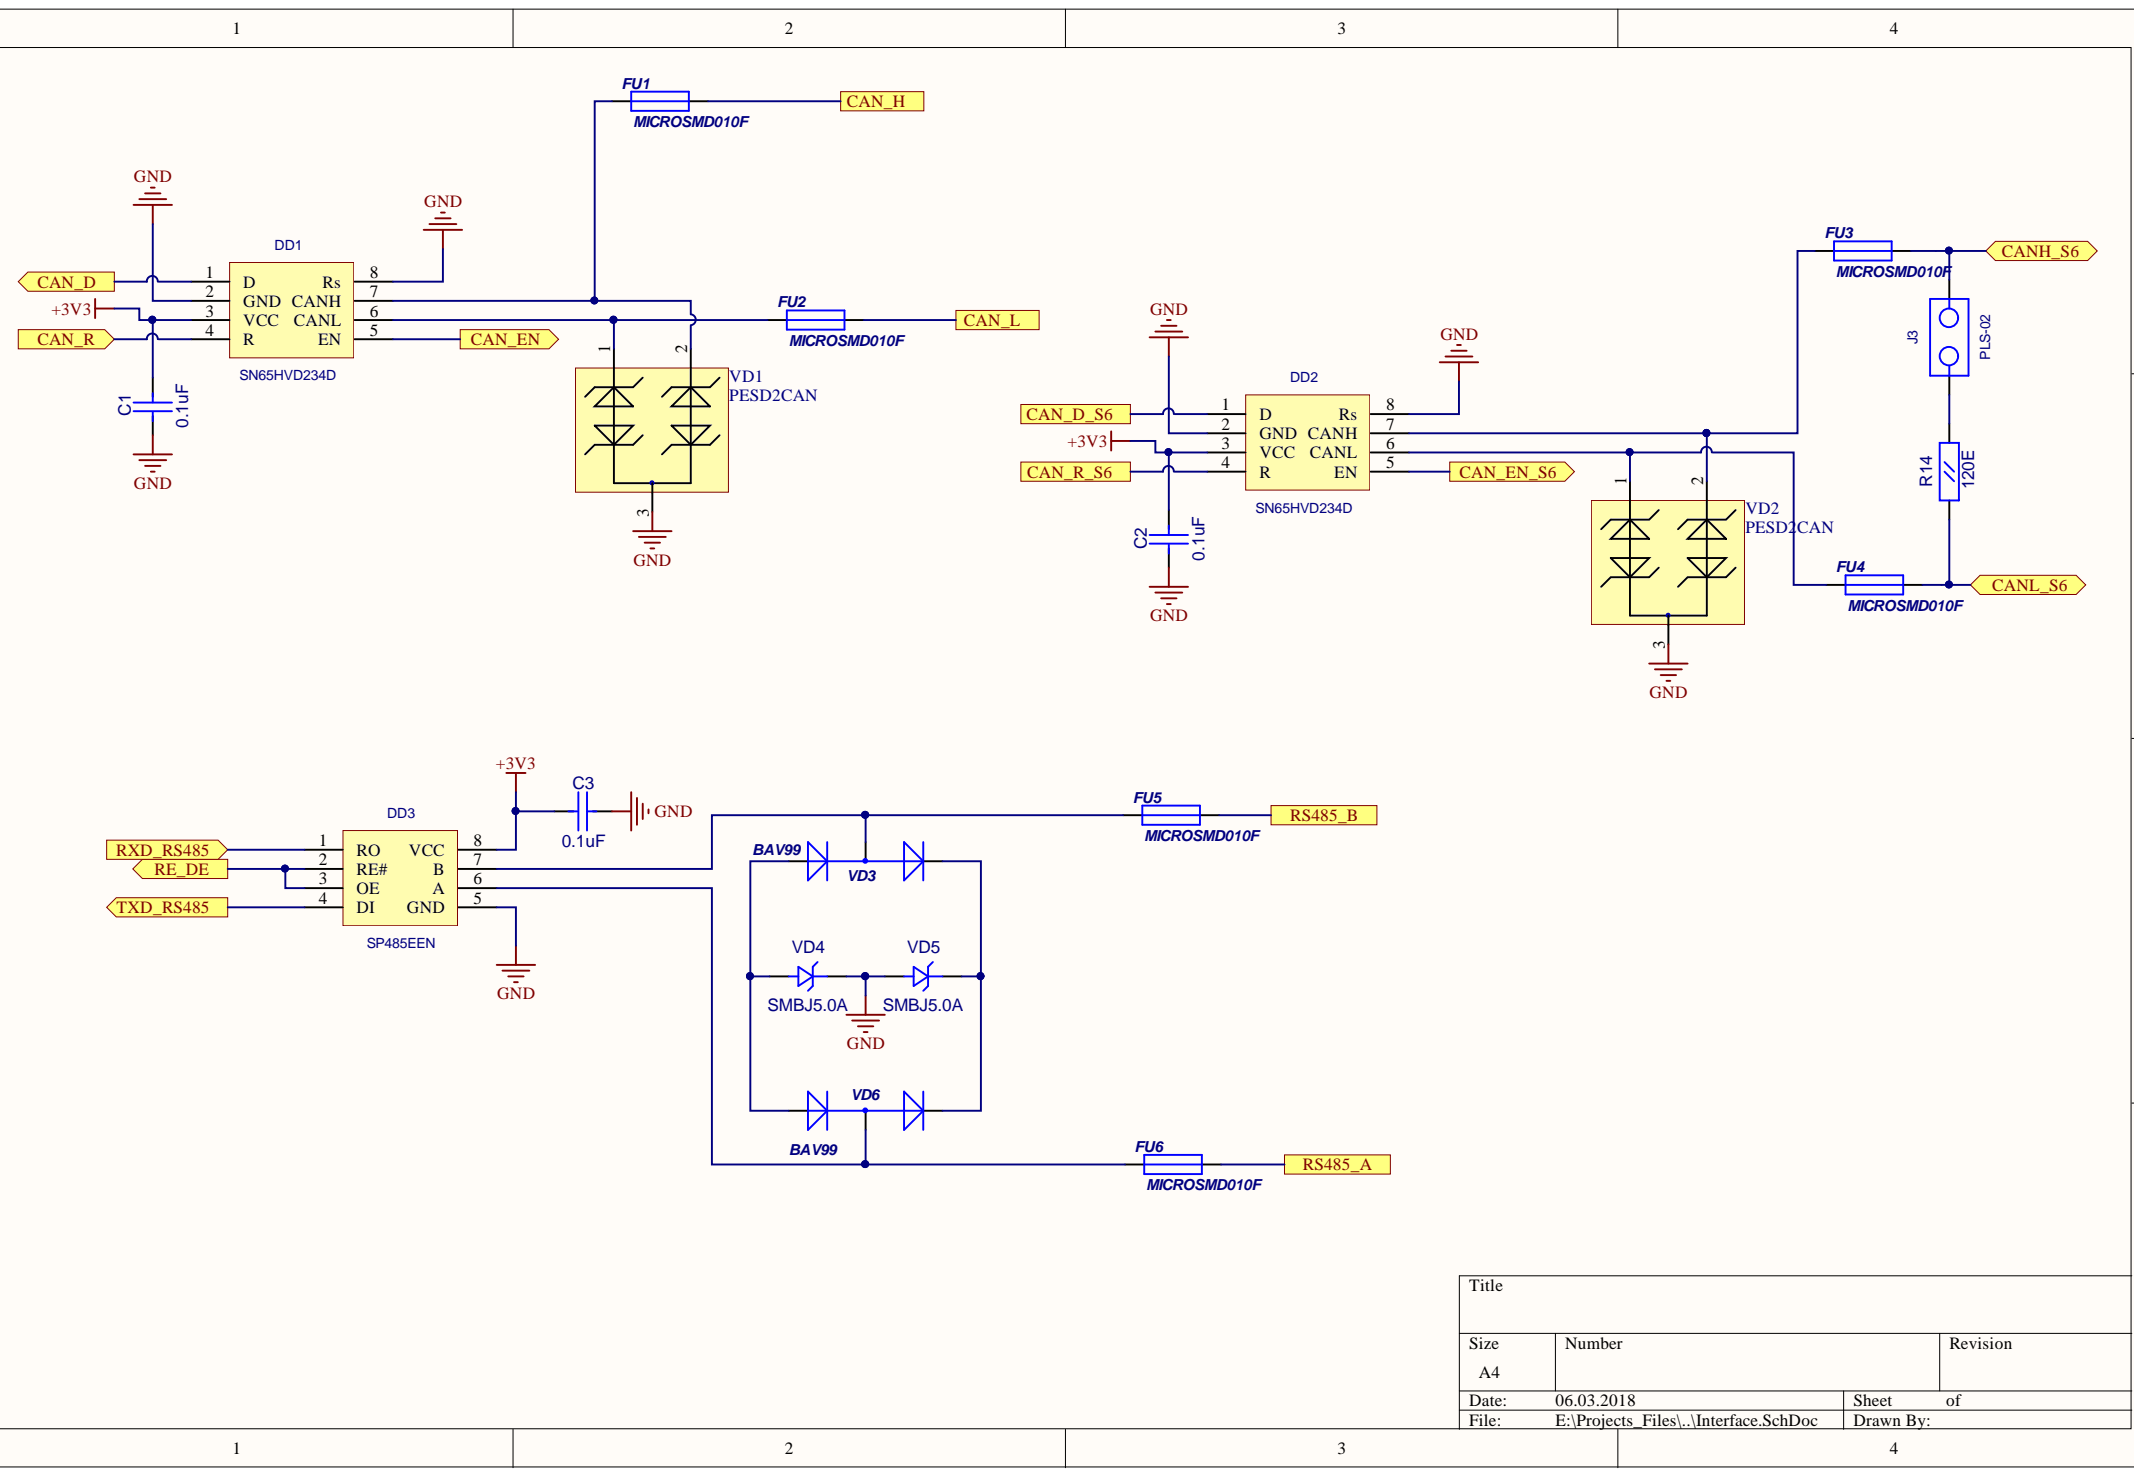 1 2 3 4
FU1
MICROSMD010F
CAN_H
GND
GND
DD1
CAN_D
+3V3
CAN_R
1 D Rs 8
2 GND CANH 7
3 VCC CANL 6
4 R EN 5
SN65HVD234D
CAN_EN
C1
0.1uF
GND
FU2
MICROSMD010F
CAN_L
1 2
VD1
PESD2CAN
3
GND
GND
GND
DD2
CAN_D_S6
+3V3
CAN_R_S6
1 D Rs 8
2 GND CANH 7
3 VCC CANL 6
4 R EN 5
SN65HVD234D
CAN_EN_S6
C2
0.1uF
GND
1 2
VD2
PESD2CAN
3
GND
FU3
MICROSMD010F
CANH_S6
J3
PLS-02
R14
120E
FU4
MICROSMD010F
CANL_S6
+3V3
C3
0.1uF
GND
DD3
RXD_RS485
RE_DE
TXD_RS485
1 RO VCC 8
2 RE# B 7
3 OE A 6
4 DI GND 5
SP485EEN
GND
BAV99
VD3
VD4 VD5
SMBJ5.0A SMBJ5.0A
GND
VD6
BAV99
FU5
MICROSMD010F
RS485_B
FU6
MICROSMD010F
RS485_A
Title
Size Number Revision
A4
Date: 06.03.2018 Sheet of
File: E:\Projects_Files\..\Interface.SchDoc Drawn By:
1 2 3 4